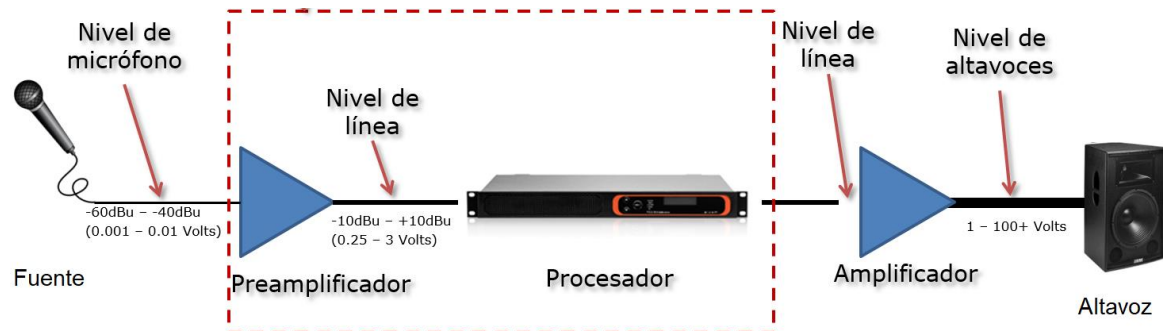 Nivel de
micrófono
Nivel de
línea
Nivel de
línea
Nivel de
altavoces
-60dBu – -40dBu
(0.001 – 0.01 Volts)
-10dBu – +10dBu
(0.25 – 3 Volts)
1 – 100+ Volts
Fuente
Preamplificador
Procesador
Amplificador
Altavoz